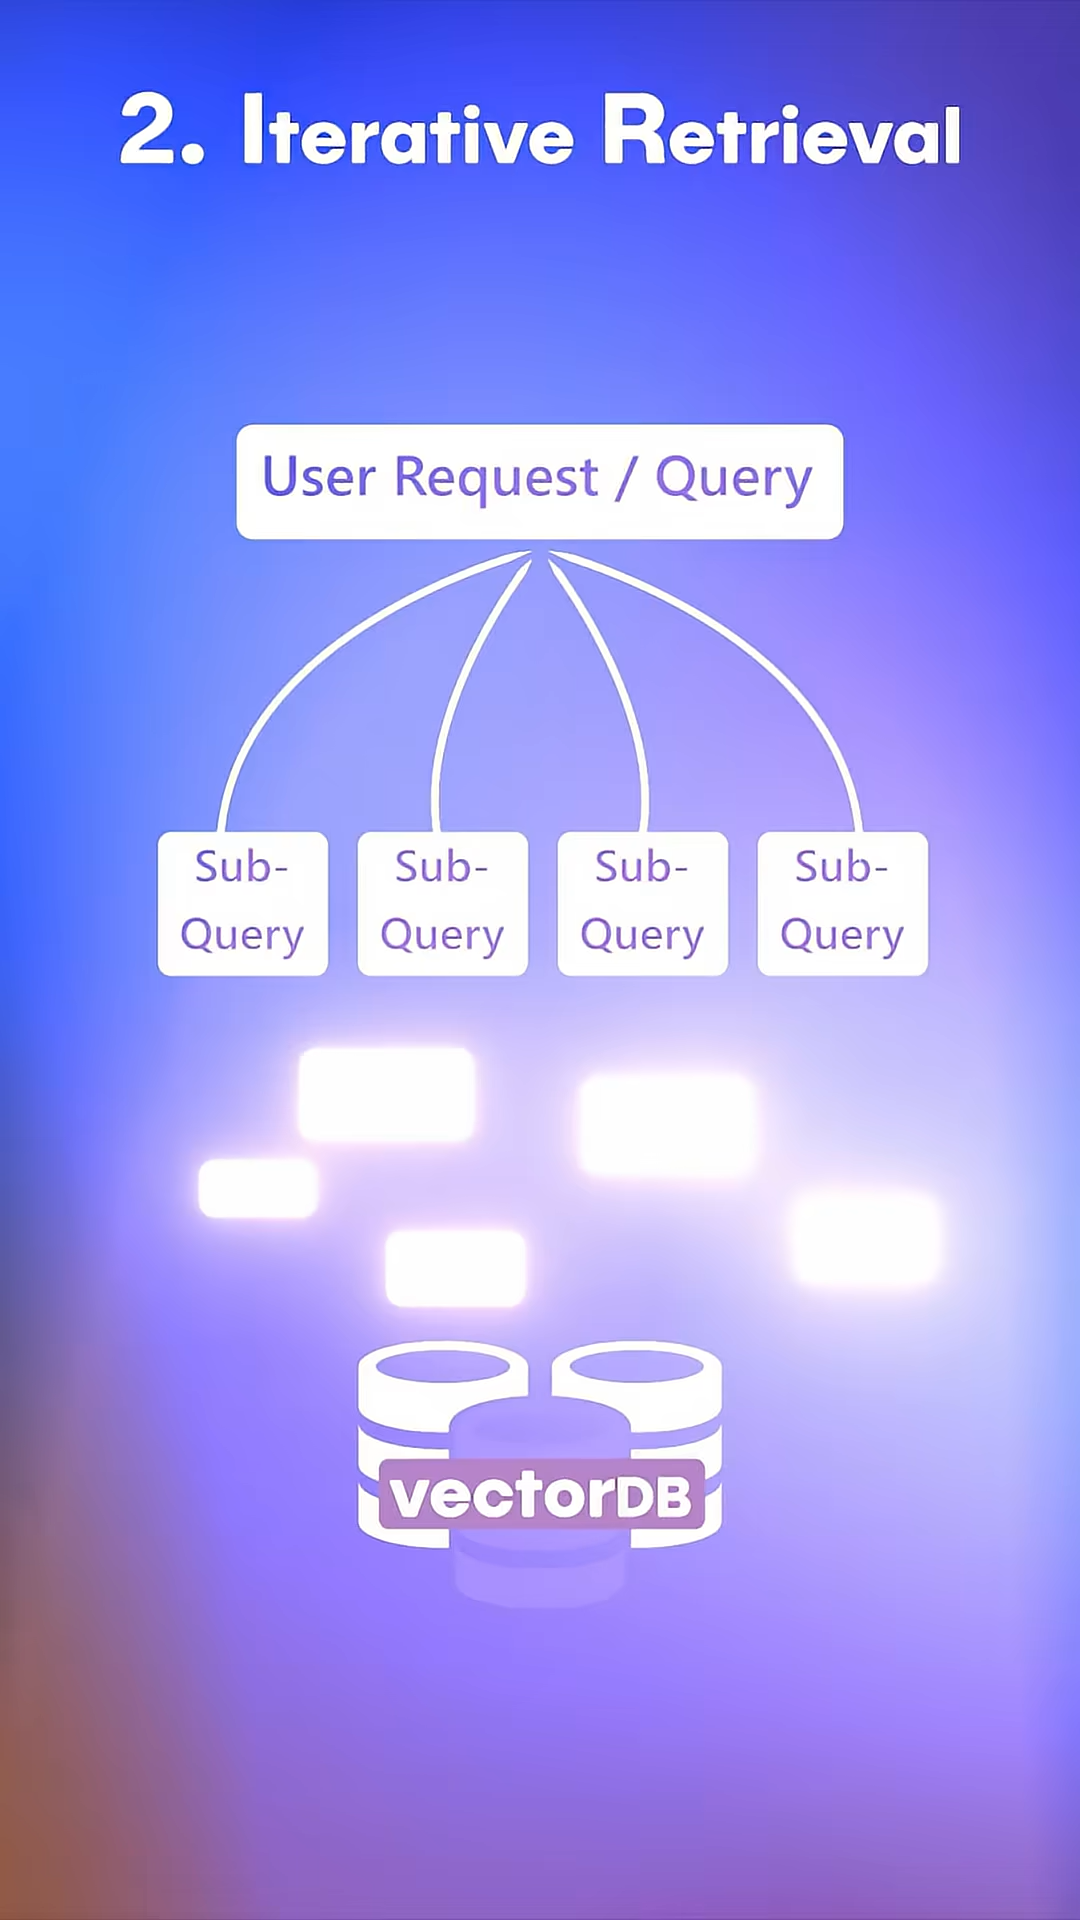 2. Iterative Retrieval
User Request / Query
Sub-
Query
Sub-
Query
Sub-
Query
Sub-
Query
vectorDB